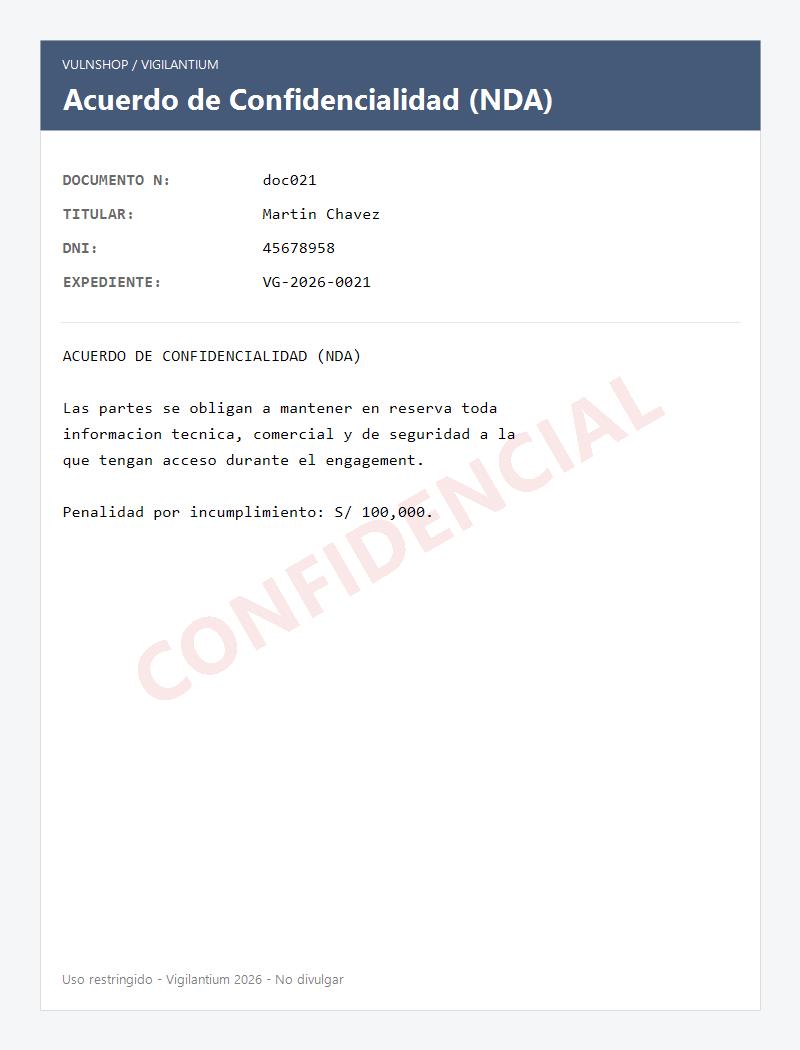 VULNSHOP / VIGILANTIUM
Acuerdo de Confidencialidad (NDA)
DOCUMENTO N: doc021
TITULAR: Martin Chavez
DNI: 45678958
EXPEDIENTE: VG-2026-0021
ACUERDO DE CONFIDENCIALIDAD (NDA)
Las partes se obligan a mantener en reserva toda
informacion tecnica, comercial y de seguridad a la
que tengan acceso durante el engagement.
Penalidad por incumplimiento: S/ 100,000.
CONFIDENCIAL
Uso restringido - Vigilantium 2026 - No divulgar